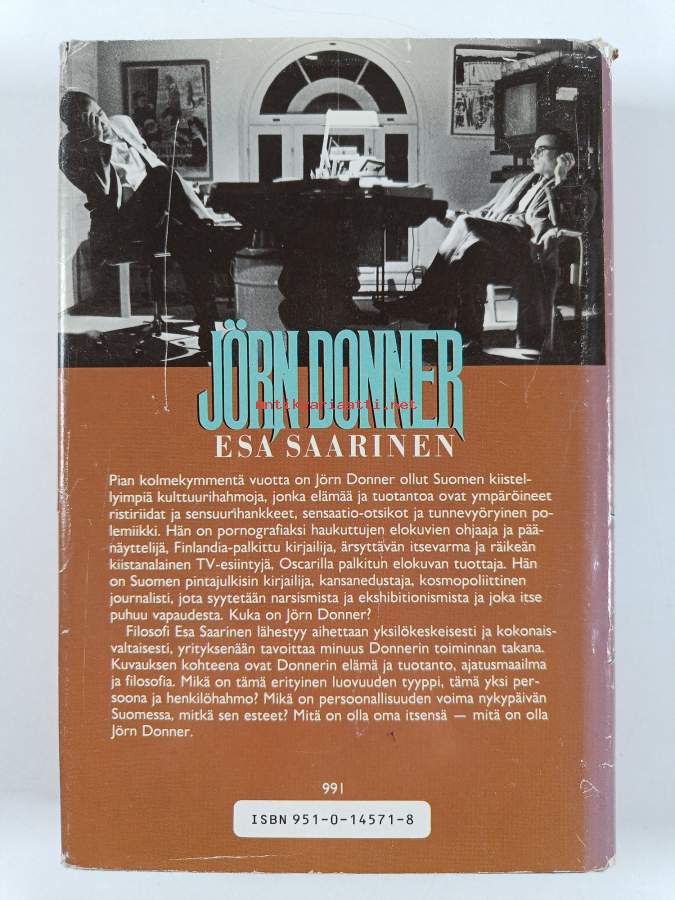 JÖRN DONNER
antikvariaatti.net
ESA SAARINEN
Pian kolmekymmentä vuotta on Jörn Donner ollut Suomen kiistel-
lyimpiä kulttuurihahmoja, jonka elämää ja tuotantoa ovat ympäröineet
ristiriidat ja sensuurihankkeet, sensaatio-otsikot ja tunnevyöryinen po-
lemiikki. Hän on pornografiaksi haukuttujen elokuvien ohjaaja ja pää-
näyttelijä, Finlandia-palkittu kirjailija, ärsyttävän itsevarma ja räikeän
kiistanalainen TV-esiintyjä, Oscarilla palkitun elokuvan tuottaja. Hän
on Suomen pintajulkisin kirjailija, kansanedustaja, kosmopoliittinen
journalisti, jota syytetään narsismista ja ekshibitionismista ja joka itse
puhuu vapaudesta. Kuka on Jörn Donner?
Filosofi Esa Saarinen lähestyy aihettaan yksilökeskeisesti ja kokonais-
valtaisesti, yrityksenään tavoittaa minuus Donnerin toiminnan takana.
Kuvauksen kohteena ovat Donnerin elämä ja tuotanto, ajatusmaailma
ja filosofia. Mikä on tämä erityinen luovuuden tyyppi, tämä yksi per-
soona ja henkilöhahmo? Mikä on persoonallisuuden voima nykypäivän
Suomessa, mitkä sen esteet? Mitä on olla oma itsensä — mitä on olla
Jörn Donner.
991
ISBN 951-0-14571-8